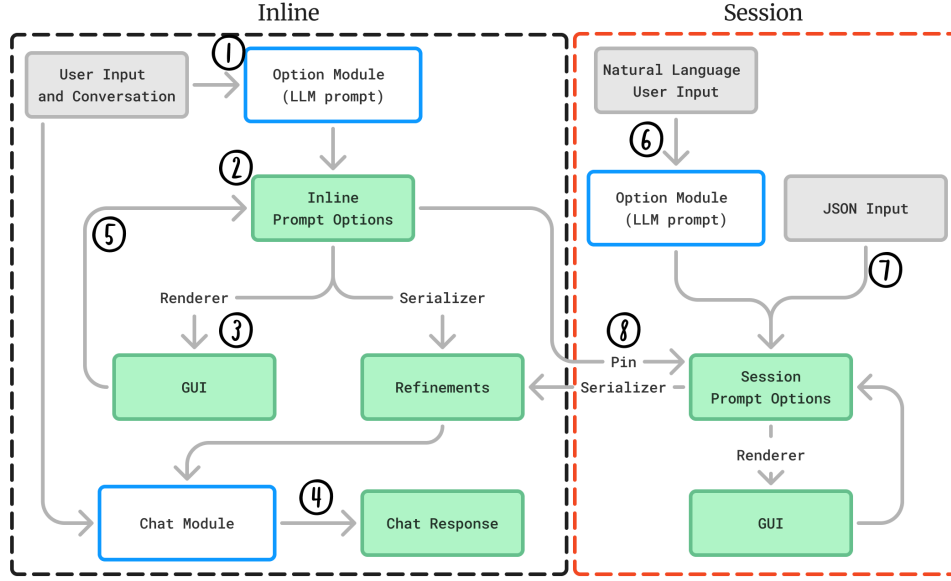 Inline
Session
User Input
and Conversation
1
Option Module
(LLM prompt)
Natural Language
User Input
6
2
Inline
Prompt Options
Option Module
(LLM prompt)
JSON Input
5
7
Renderer
Serializer
3
8
GUI
Refinements
Pin
Serializer
Session
Prompt Options
Renderer
4
Chat Module
Chat Response
GUI